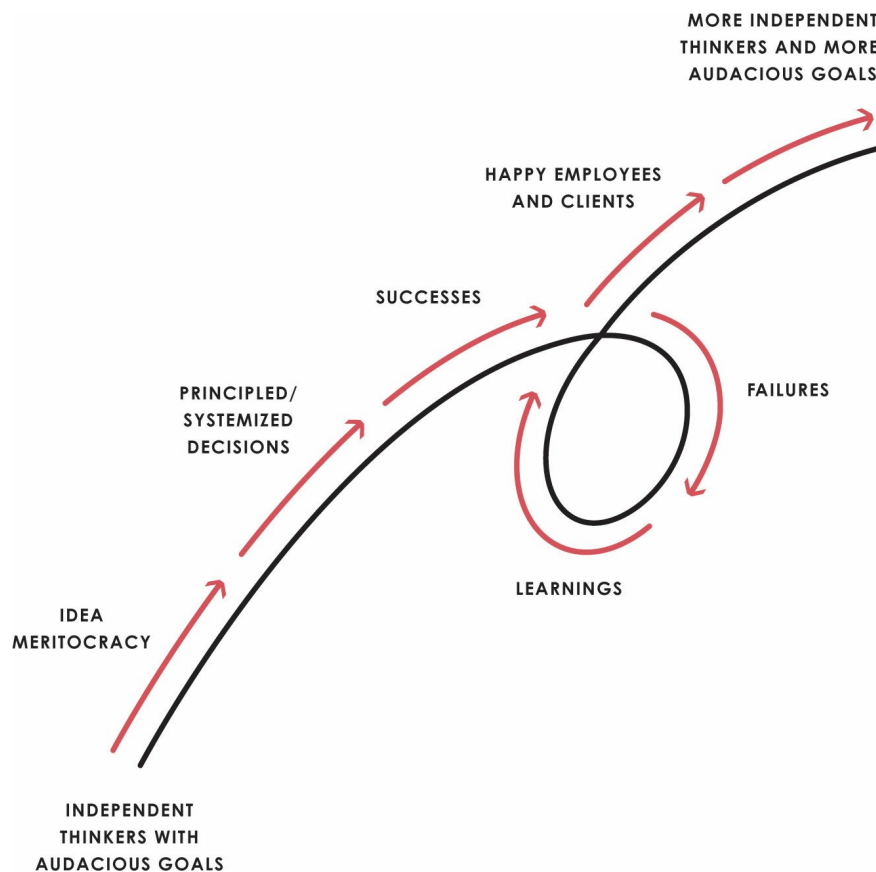 MORE INDEPENDENT
THINKERS AND MORE
AUDACIOUS GOALS
HAPPY EMPLOYEES
AND CLIENTS
SUCCESSES
FAILURES
PRINCIPLED/
SYSTEMIZED
DECISIONS
LEARNINGS
IDEA
MERITOCRACY
INDEPENDENT
THINKERS WITH
AUDACIOUS GOALS